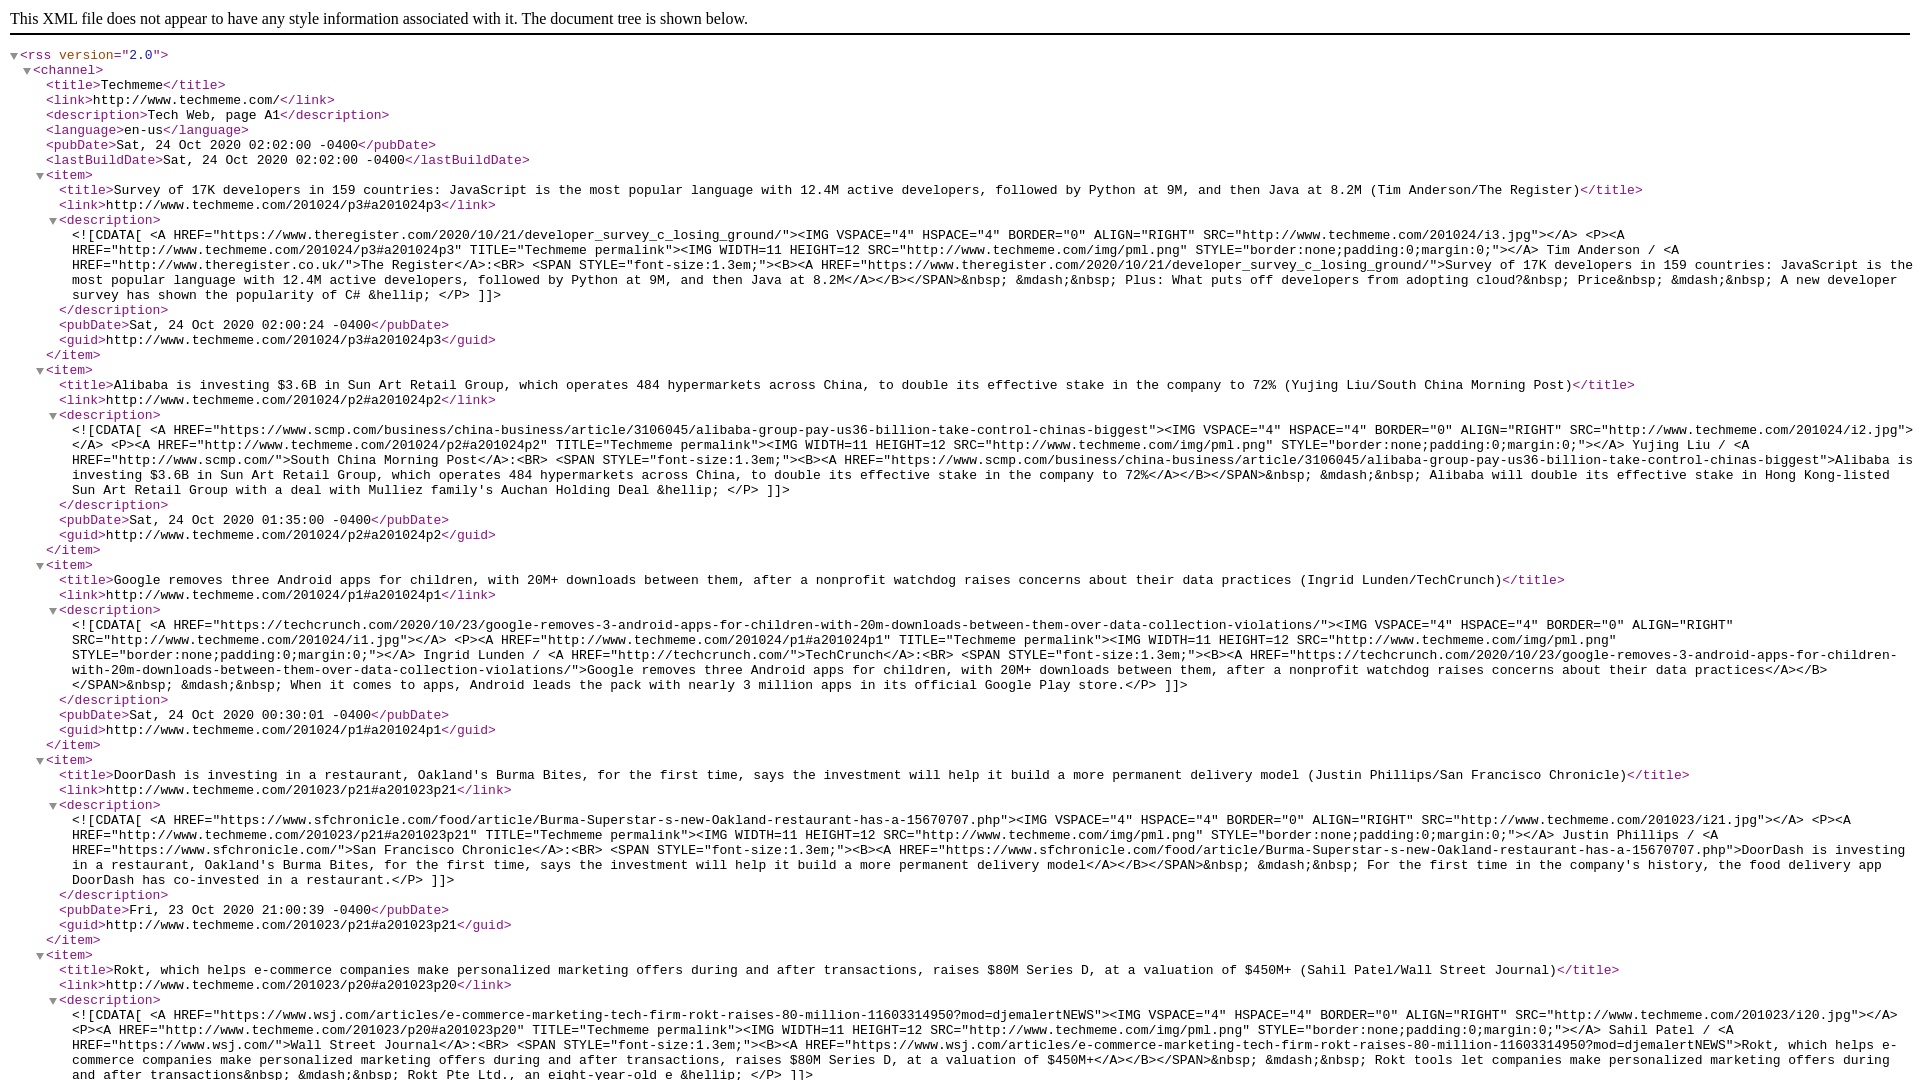 This XML file does not appear to have any style information associated with it. The document tree is shown below.
<rss version="2.0">
<channel>
<title>Techmeme</title>
<link>http://www.techmeme.com/</link>
<description>Tech Web, page A1</description>
<language>en-us</language>
<pubDate>Sat, 24 Oct 2020 02:02:00 -0400</pubDate>
<lastBuildDate>Sat, 24 Oct 2020 02:02:00 -0400</lastBuildDate>
<item>
<title>Survey of 17K developers in 159 countries: JavaScript is the most popular language with 12.4M active developers, followed by Python at 9M, and then Java at 8.2M (Tim Anderson/The Register)</title>
<link>http://www.techmeme.com/201024/p3#a201024p3</link>
<description>
<![CDATA[ <A HREF="https://www.theregister.com/2020/10/21/developer_survey_c_losing_ground/"><IMG VSPACE="4" HSPACE="4" BORDER="0" ALIGN="RIGHT" SRC="http://www.techmeme.com/201024/i3.jpg"></A> <P><A
HREF="http://www.techmeme.com/201024/p3#a201024p3" TITLE="Techmeme permalink"><IMG WIDTH=11 HEIGHT=12 SRC="http://www.techmeme.com/img/pml.png" STYLE="border:none;padding:0;margin:0;"></A> Tim Anderson / <A
HREF="http://www.theregister.co.uk/">The Register</A>:<BR> <SPAN STYLE="font-size:1.3em;"><B><A HREF="https://www.theregister.com/2020/10/21/developer_survey_c_losing_ground/">Survey of 17K developers in 159 countries: JavaScript is the
most popular language with 12.4M active developers, followed by Python at 9M, and then Java at 8.2M</A></B></SPAN>&nbsp; &mdash;&nbsp; Plus: What puts off developers from adopting cloud?&nbsp; Price&nbsp; &mdash;&nbsp; A new developer
survey has shown the popularity of C# &hellip; </P> ]]>
</description>
<pubDate>Sat, 24 Oct 2020 02:00:24 -0400</pubDate>
<guid>http://www.techmeme.com/201024/p3#a201024p3</guid>
</item>
<item>
<title>Alibaba is investing $3.6B in Sun Art Retail Group, which operates 484 hypermarkets across China, to double its effective stake in the company to 72% (Yujing Liu/South China Morning Post)</title>
<link>http://www.techmeme.com/201024/p2#a201024p2</link>
<description>
<![CDATA[ <A HREF="https://www.scmp.com/business/china-business/article/3106045/alibaba-group-pay-us36-billion-take-control-chinas-biggest"><IMG VSPACE="4" HSPACE="4" BORDER="0" ALIGN="RIGHT" SRC="http://www.techmeme.com/201024/i2.jpg">
</A> <P><A HREF="http://www.techmeme.com/201024/p2#a201024p2" TITLE="Techmeme permalink"><IMG WIDTH=11 HEIGHT=12 SRC="http://www.techmeme.com/img/pml.png" STYLE="border:none;padding:0;margin:0;"></A> Yujing Liu / <A
HREF="http://www.scmp.com/">South China Morning Post</A>:<BR> <SPAN STYLE="font-size:1.3em;"><B><A HREF="https://www.scmp.com/business/china-business/article/3106045/alibaba-group-pay-us36-billion-take-control-chinas-biggest">Alibaba is
investing $3.6B in Sun Art Retail Group, which operates 484 hypermarkets across China, to double its effective stake in the company to 72%</A></B></SPAN>&nbsp; &mdash;&nbsp; Alibaba will double its effective stake in Hong Kong-listed
Sun Art Retail Group with a deal with Mulliez family's Auchan Holding Deal &hellip; </P> ]]>
</description>
<pubDate>Sat, 24 Oct 2020 01:35:00 -0400</pubDate>
<guid>http://www.techmeme.com/201024/p2#a201024p2</guid>
</item>
<item>
<title>Google removes three Android apps for children, with 20M+ downloads between them, after a nonprofit watchdog raises concerns about their data practices (Ingrid Lunden/TechCrunch)</title>
<link>http://www.techmeme.com/201024/p1#a201024p1</link>
<description>
<![CDATA[ <A HREF="https://techcrunch.com/2020/10/23/google-removes-3-android-apps-for-children-with-20m-downloads-between-them-over-data-collection-violations/"><IMG VSPACE="4" HSPACE="4" BORDER="0" ALIGN="RIGHT"
SRC="http://www.techmeme.com/201024/i1.jpg"></A> <P><A HREF="http://www.techmeme.com/201024/p1#a201024p1" TITLE="Techmeme permalink"><IMG WIDTH=11 HEIGHT=12 SRC="http://www.techmeme.com/img/pml.png"
STYLE="border:none;padding:0;margin:0;"></A> Ingrid Lunden / <A HREF="http://techcrunch.com/">TechCrunch</A>:<BR> <SPAN STYLE="font-size:1.3em;"><B><A HREF="https://techcrunch.com/2020/10/23/google-removes-3-android-apps-for-children-
with-20m-downloads-between-them-over-data-collection-violations/">Google removes three Android apps for children, with 20M+ downloads between them, after a nonprofit watchdog raises concerns about their data practices</A></B>
</SPAN>&nbsp; &mdash;&nbsp; When it comes to apps, Android leads the pack with nearly 3 million apps in its official Google Play store.</P> ]]>
</description>
<pubDate>Sat, 24 Oct 2020 00:30:01 -0400</pubDate>
<guid>http://www.techmeme.com/201024/p1#a201024p1</guid>
</item>
<item>
<title>DoorDash is investing in a restaurant, Oakland's Burma Bites, for the first time, says the investment will help it build a more permanent delivery model (Justin Phillips/San Francisco Chronicle)</title>
<link>http://www.techmeme.com/201023/p21#a201023p21</link>
<description>
<![CDATA[ <A HREF="https://www.sfchronicle.com/food/article/Burma-Superstar-s-new-Oakland-restaurant-has-a-15670707.php"><IMG VSPACE="4" HSPACE="4" BORDER="0" ALIGN="RIGHT" SRC="http://www.techmeme.com/201023/i21.jpg"></A> <P><A
HREF="http://www.techmeme.com/201023/p21#a201023p21" TITLE="Techmeme permalink"><IMG WIDTH=11 HEIGHT=12 SRC="http://www.techmeme.com/img/pml.png" STYLE="border:none;padding:0;margin:0;"></A> Justin Phillips / <A
HREF="https://www.sfchronicle.com/">San Francisco Chronicle</A>:<BR> <SPAN STYLE="font-size:1.3em;"><B><A HREF="https://www.sfchronicle.com/food/article/Burma-Superstar-s-new-Oakland-restaurant-has-a-15670707.php">DoorDash is investing
in a restaurant, Oakland's Burma Bites, for the first time, says the investment will help it build a more permanent delivery model</A></B></SPAN>&nbsp; &mdash;&nbsp; For the first time in the company's history, the food delivery app
DoorDash has co-invested in a restaurant.</P> ]]>
</description>
<pubDate>Fri, 23 Oct 2020 21:00:39 -0400</pubDate>
<guid>http://www.techmeme.com/201023/p21#a201023p21</guid>
</item>
<item>
<title>Rokt, which helps e-commerce companies make personalized marketing offers during and after transactions, raises $80M Series D, at a valuation of $450M+ (Sahil Patel/Wall Street Journal)</title>
<link>http://www.techmeme.com/201023/p20#a201023p20</link>
<description>
<![CDATA[ <A HREF="https://www.wsj.com/articles/e-commerce-marketing-tech-firm-rokt-raises-80-million-11603314950?mod=djemalertNEWS"><IMG VSPACE="4" HSPACE="4" BORDER="0" ALIGN="RIGHT" SRC="http://www.techmeme.com/201023/i20.jpg"></A>
<P><A HREF="http://www.techmeme.com/201023/p20#a201023p20" TITLE="Techmeme permalink"><IMG WIDTH=11 HEIGHT=12 SRC="http://www.techmeme.com/img/pml.png" STYLE="border:none;padding:0;margin:0;"></A> Sahil Patel / <A
HREF="https://www.wsj.com/">Wall Street Journal</A>:<BR> <SPAN STYLE="font-size:1.3em;"><B><A HREF="https://www.wsj.com/articles/e-commerce-marketing-tech-firm-rokt-raises-80-million-11603314950?mod=djemalertNEWS">Rokt, which helps e-
commerce companies make personalized marketing offers during and after transactions, raises $80M Series D, at a valuation of $450M+</A></B></SPAN>&nbsp; &mdash;&nbsp; Rokt tools let companies make personalized marketing offers during
and after transactions&nbsp; &mdash;&nbsp; Rokt Pte Ltd., an eight-year-old e &hellip; </P> ]]>